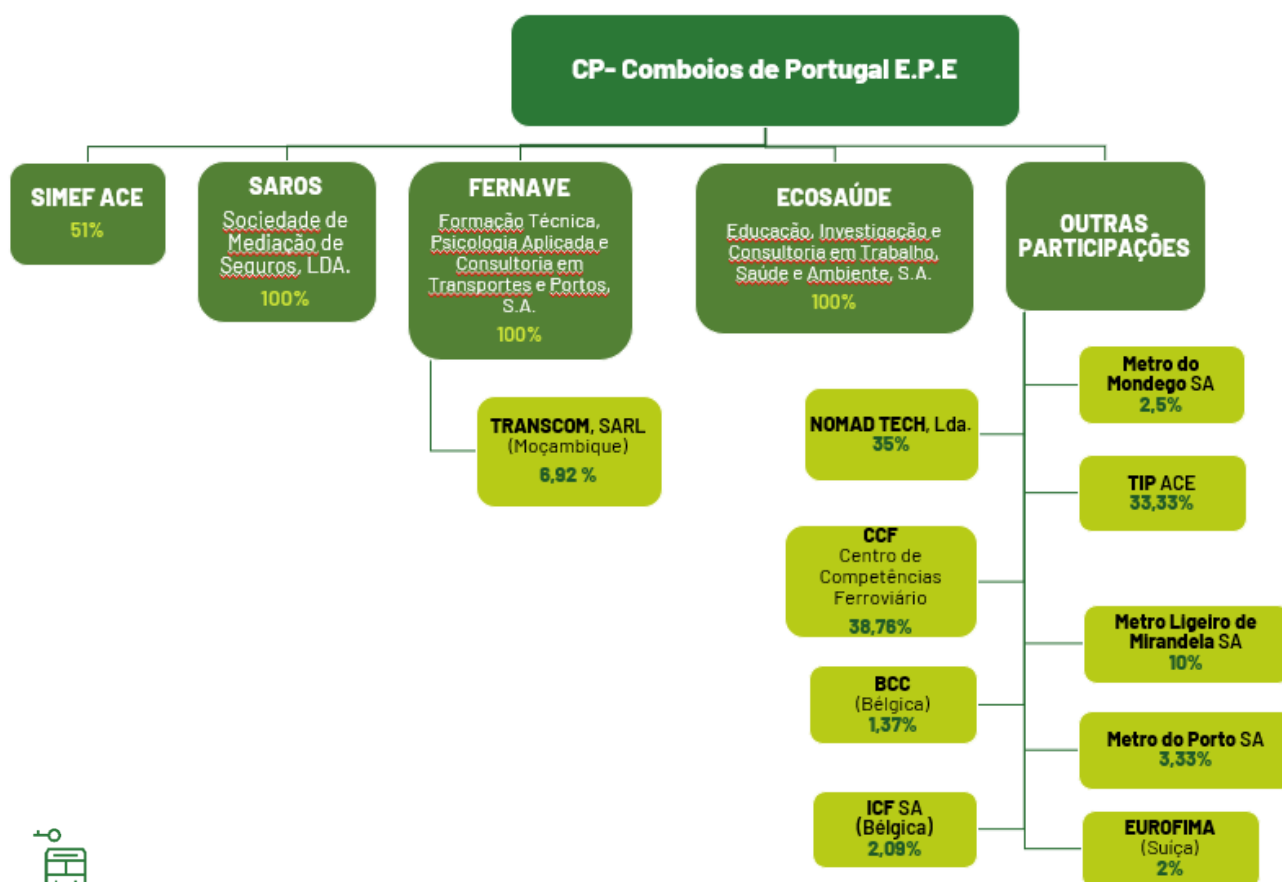 CP- Comboios de Portugal E.P.E
SIMEF ACE
51%
SAROS
Sociedade de
Mediação de
Seguros, LDA.
100%
FERNAVE
Formação Técnica,
Psicologia Aplicada e
Consultoria em
Transportes e Portos,
S.A.
100%
ECOSAÚDE
Educação, Investigação e
Consultoria em Trabalho,
Saúde e Ambiente, S.A.
100%
OUTRAS
PARTICIPAÇÕES
TRANSCOM, SARL
(Moçambique)
6,92 %
NOMAD TECH, Lda.
35%
CCF
Centro de
Competências
Ferroviário
38,76%
BCC
(Bélgica)
1,37%
ICF SA
(Bélgica)
2,09%
Metro do
Mondego SA
2,5%
TIP ACE
33,33%
Metro Ligeiro de
Mirandela SA
10%
Metro do Porto SA
3,33%
EUROFIMA
(Suíça)
2%